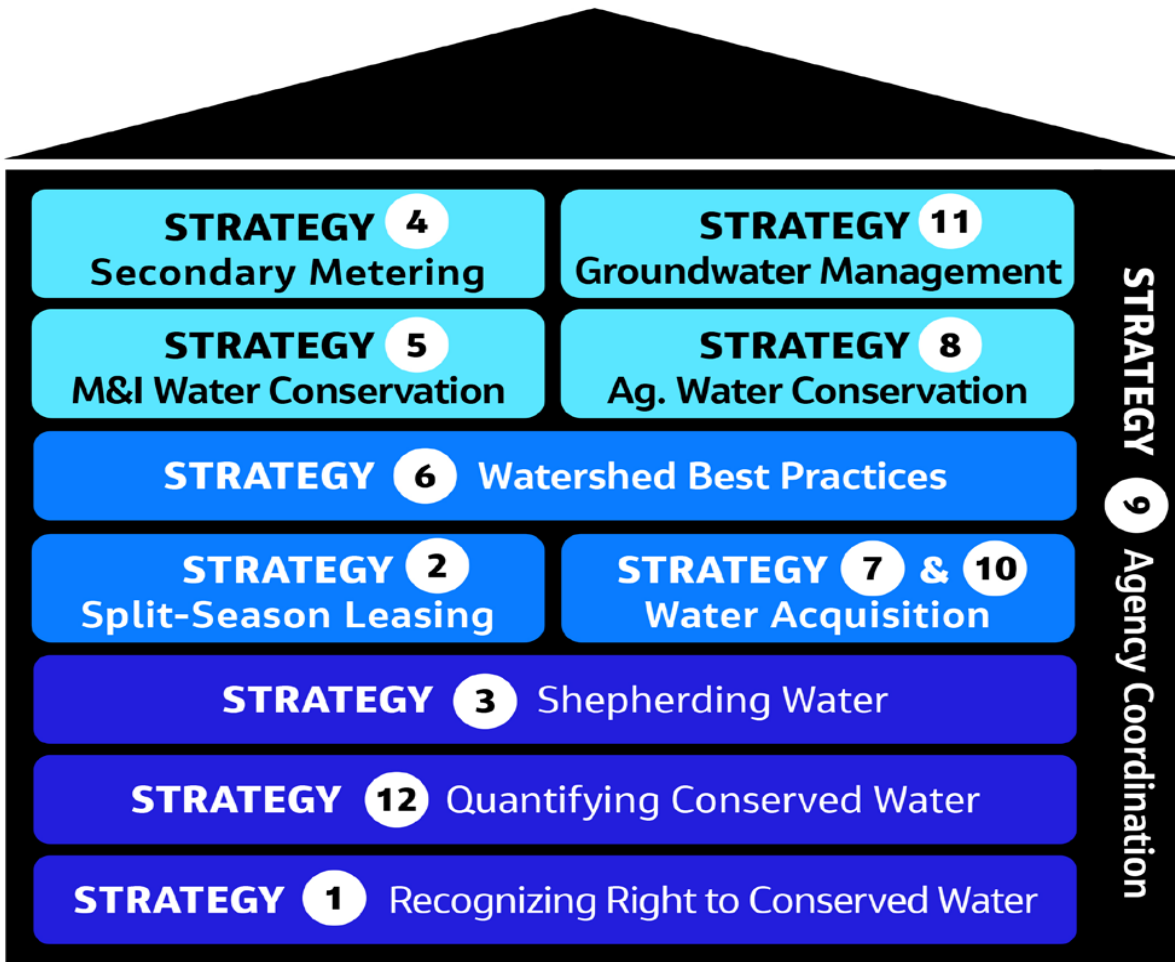 STRATEGY 4
Secondary Metering
STRATEGY 11
Groundwater Management
STRATEGY 5
M&I Water Conservation
STRATEGY 8
Ag. Water Conservation
STRATEGY 6 Watershed Best Practices
STRATEGY 2
Split-Season Leasing
STRATEGY 7 & 10
Water Acquisition
STRATEGY 3 Shepherding Water
STRATEGY 12 Quantifying Conserved Water
STRATEGY 1 Recognizing Right to Conserved Water
STRATEGY 9 Agency Coordination